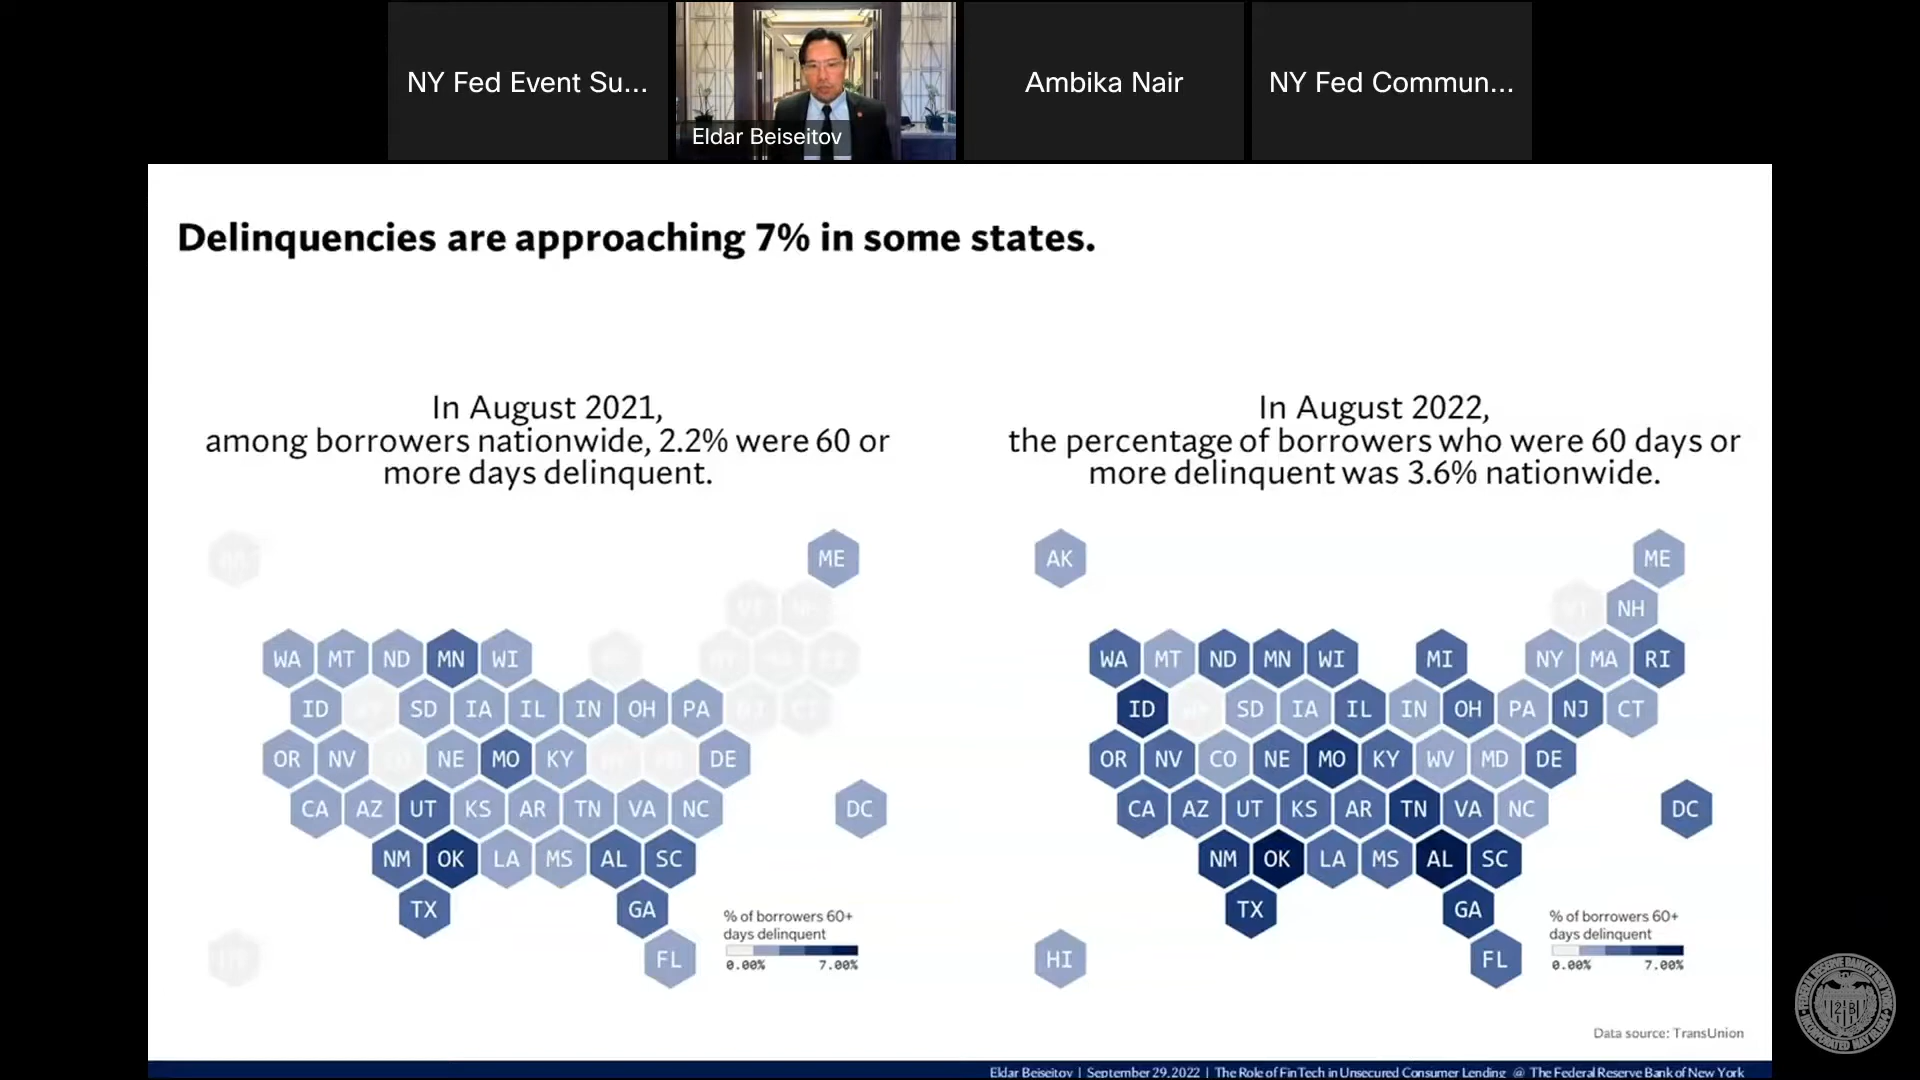 NY Fed Event Su...
Eldar Beiseitov
Ambika Nair
NY Fed Commun...
Delinquencies are approaching 7% in some states.
In August 2021,
among borrowers nationwide, 2.2% were 60 or
more days delinquent.
ME
WA MT ND MN WI
ID SD IA IL IN OH PA
OR NV NE MO KY DE
CA AZ UT KS AR TN VA NC DC
NM OK LA MS AL SC
TX GA
FL
% of borrowers 60+
days delinquent
0.00% 7.00%
In August 2022,
the percentage of borrowers who were 60 days or
more delinquent was 3.6% nationwide.
AK ME
NH
WA MT ND MN WI MI NY MA RI
ID SD IA IL IN OH PA NJ CT
OR NV CO NE MO KY WV MD DE
CA AZ UT KS AR TN VA NC DC
NM OK LA MS AL SC
TX GA
HI FL
% of borrowers 60+
days delinquent
0.00% 7.00%
Data source: TransUnion
Eldar Beiseitov | September 29, 2022 | The Role of FinTech in Unsecured Consumer Lending @ The Federal Reserve Bank of New York